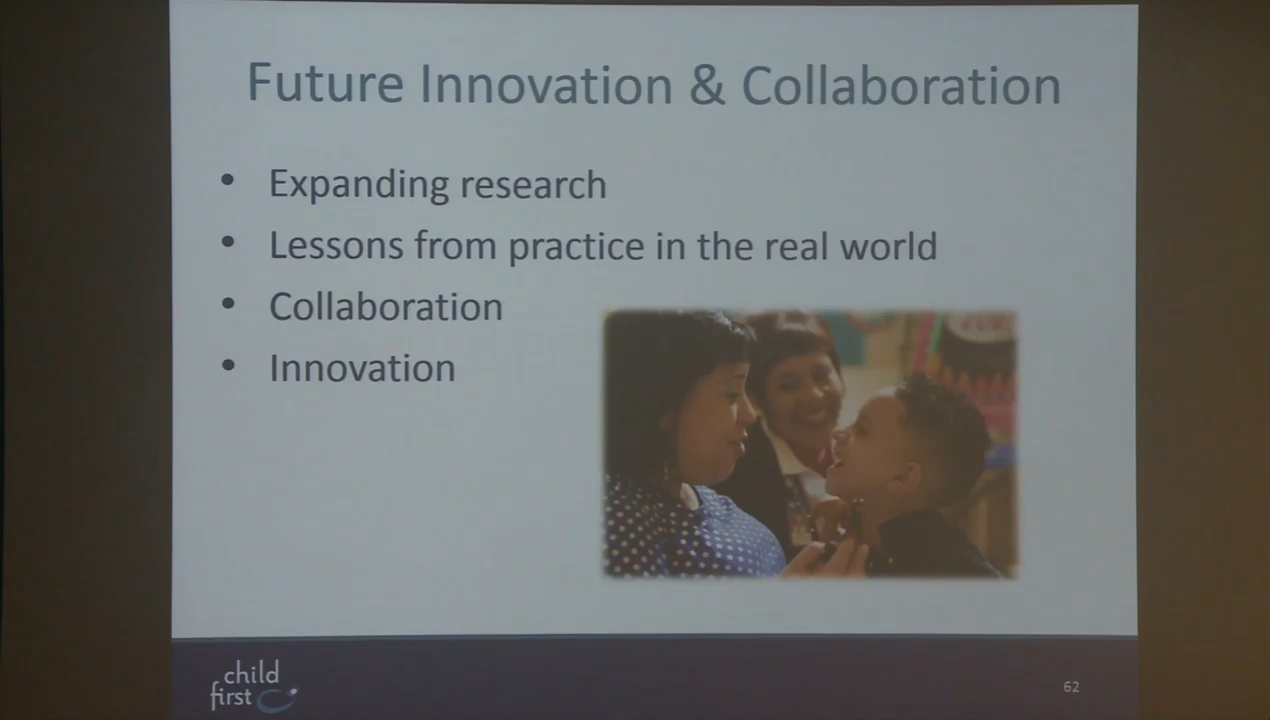 Future Innovation & Collaboration
• Expanding research
• Lessons from practice in the real world
• Collaboration
• Innovation
child
first
62